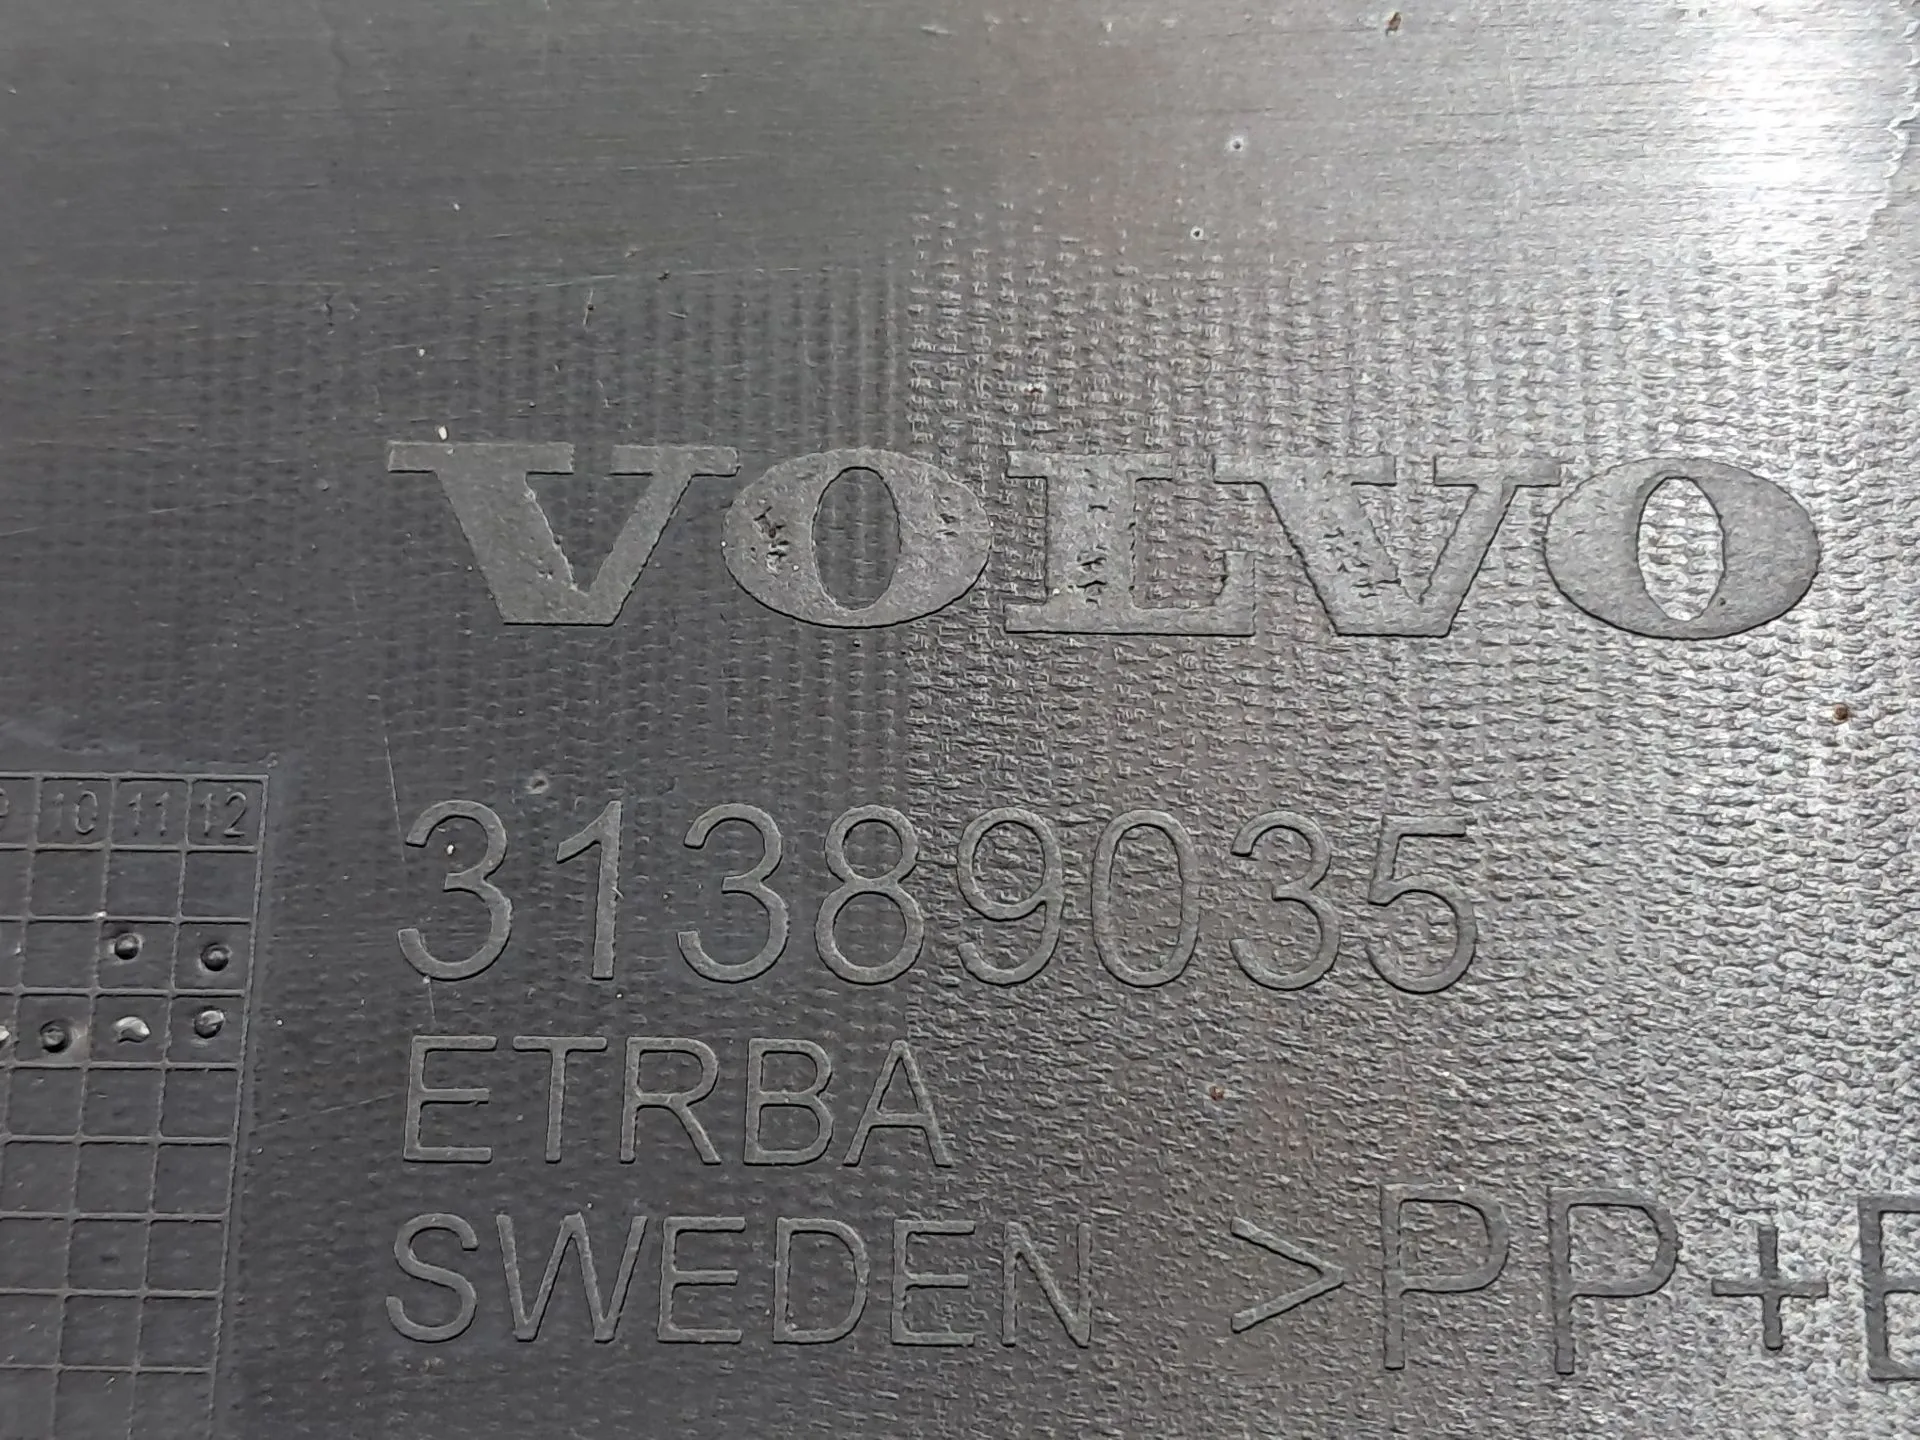 VOLVO
10 11 12
31389035
ETRBA
SWEDEN >PP+E